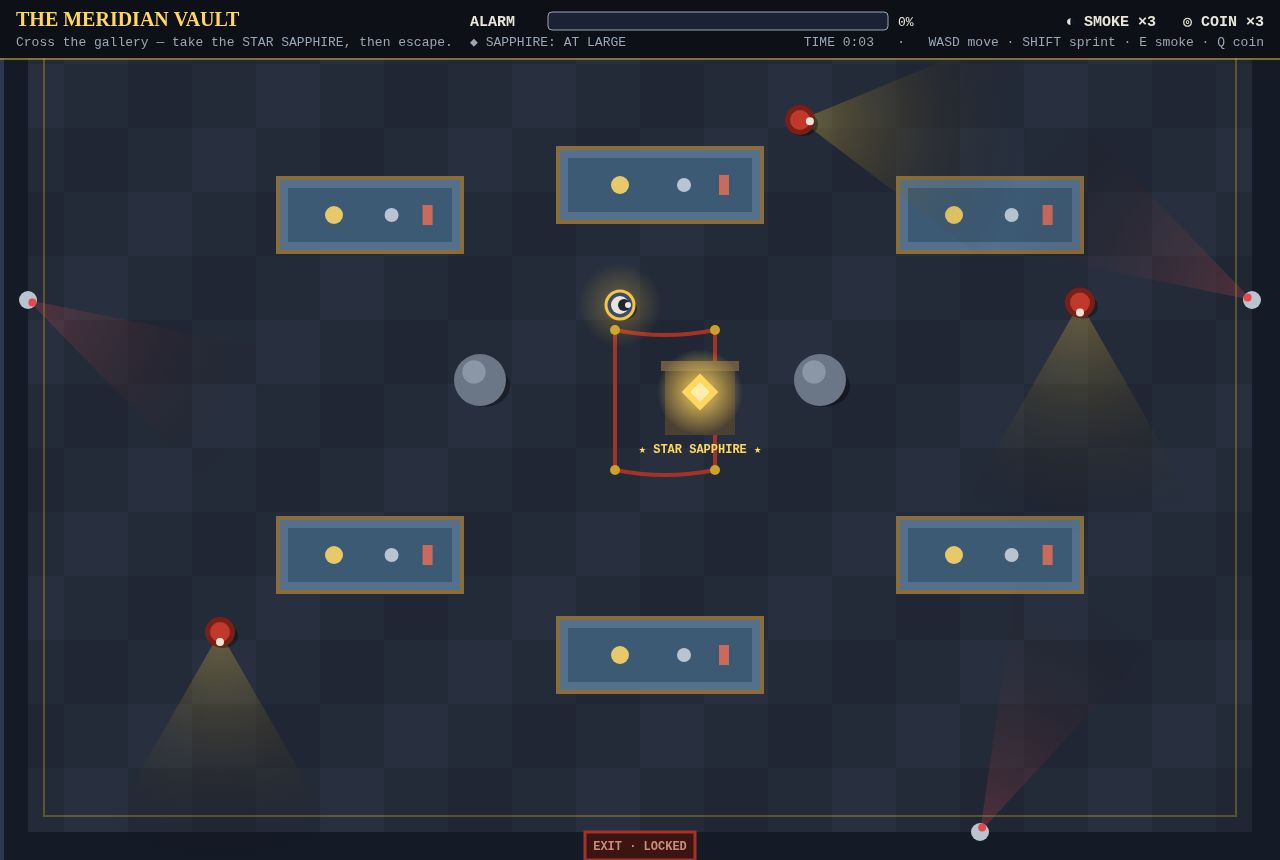 THE MERIDIAN VAULT
ALARM
0%
SMOKE ×3
COIN ×3
Cross the gallery — take the STAR SAPPHIRE, then escape.
◆ SAPPHIRE: AT LARGE
TIME 0:03 · WASD move · SHIFT sprint · E smoke · Q coin
★ STAR SAPPHIRE ★
EXIT · LOCKED